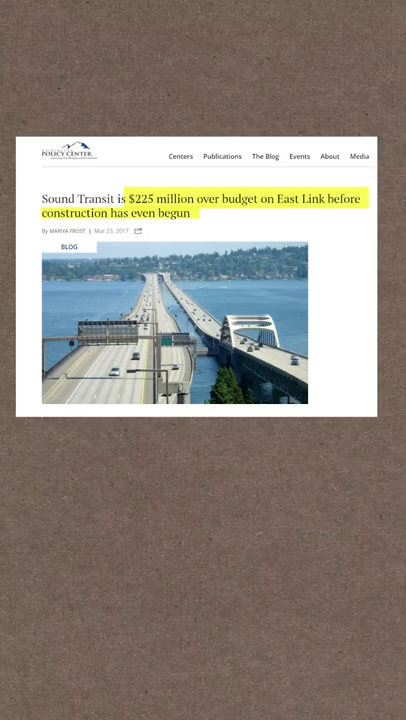 POLICY CENTER
Centers Publications The Blog Events About Media
Sound Transit is $225 million over budget on East Link before
construction has even begun
By MARIYA FROST | Mar 23, 2017
BLOG